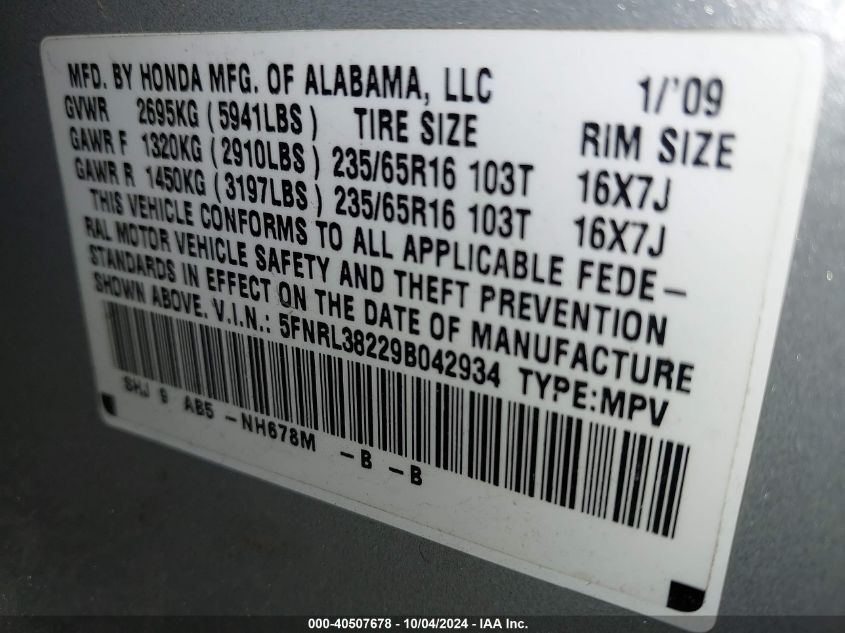 MFD. BY HONDA MFG. OF ALABAMA, LLC 1/'09
GVWR 2695KG (5941LBS) TIRE SIZE RIM SIZE
GAWR F 1320KG (2910LBS) 235/65R16 103T 16X7J
GAWR R 1450KG (3197LBS) 235/65R16 103T 16X7J
THIS VEHICLE CONFORMS TO ALL APPLICABLE FEDE-
RAL MOTOR VEHICLE SAFETY AND THEFT PREVENTION
STANDARDS IN EFFECT ON THE DATE OF MANUFACTURE
SHOWN ABOVE. V.I.N.: 5FNRL38229B042934 TYPE:MPV
SHJ 9 AB5 -NH678M -B -B
000-40507678 - 10/04/2024 - IAA Inc.